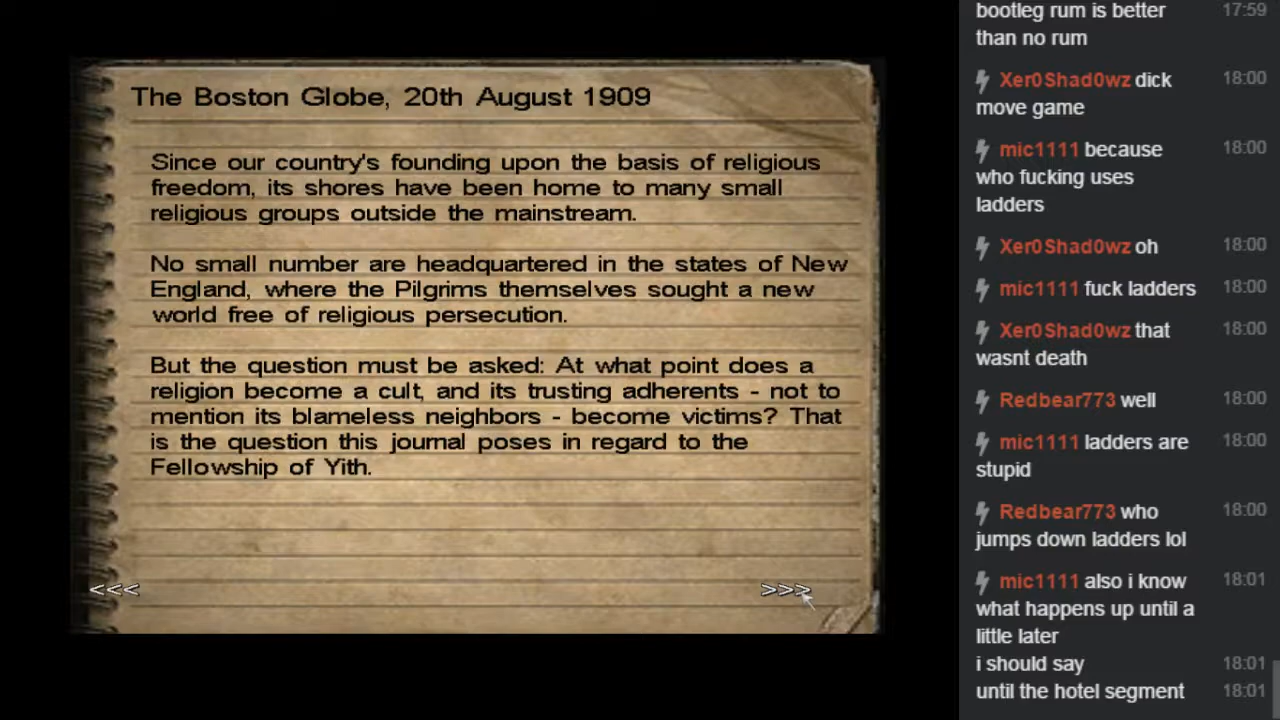 The Boston Globe, 20th August 1909
Since our country's founding upon the basis of religious
freedom, its shores have been home to many small
religious groups outside the mainstream.
No small number are headquartered in the states of New
England, where the Pilgrims themselves sought a new
world free of religious persecution.
But the question must be asked: At what point does a
religion become a cult, and its trusting adherents - not to
mention its blameless neighbors - become victims? That
is the question this journal poses in regard to the
Fellowship of Yith.
<<<
>>>
bootleg rum is better 17:59
than no rum
Xer0Shad0wz dick 18:00
move game
mic1111 because 18:00
who fucking uses
ladders
Xer0Shad0wz oh 18:00
mic1111 fuck ladders 18:00
Xer0Shad0wz that 18:00
wasnt death
Redbear773 well 18:00
mic1111 ladders are 18:00
stupid
Redbear773 who 18:00
jumps down ladders lol
mic1111 also i know 18:01
what happens up until a
little later
i should say 18:01
until the hotel segment 18:01